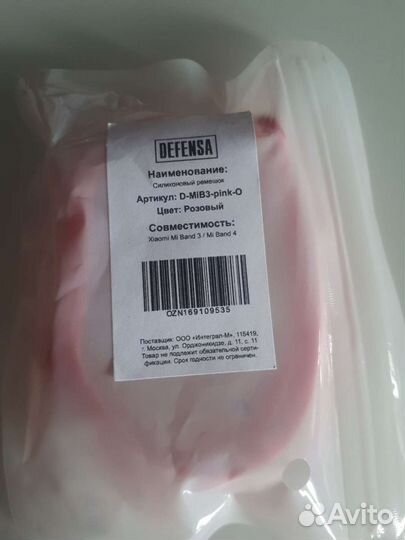 DEFENSA
Наименование:
Силиконовый ремешок
Артикул: D-MiB3-pink-O
Цвет: Розовый
Совместимость:
Xiaomi Mi Band 3 / Mi Band 4
OZN169109535
Поставщик: ООО «Интеграл-М», 115419,
г. Москва, ул. Орджоникидзе, д. 11, с. 11
Товар не подлежит обязательной серти-
фикации. Срок годности не ограничен.
Avito